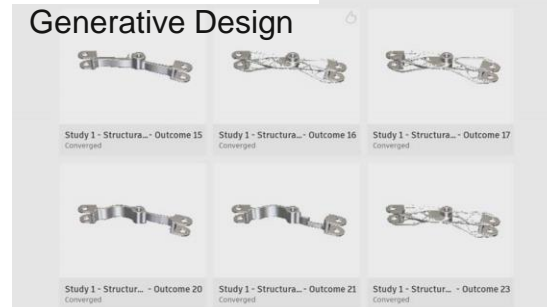 Generative Design
Study 1 - Structura... - Outcome 15
Converged
Study 1 - Structura... - Outcome 16
Converged
Study 1 - Structura... - Outcome 17
Converged
Study 1 - Structur... - Outcome 20
Converged
Study 1 - Structur... - Outcome 21
Converged
Study 1 - Structur... - Outcome 23
Converged